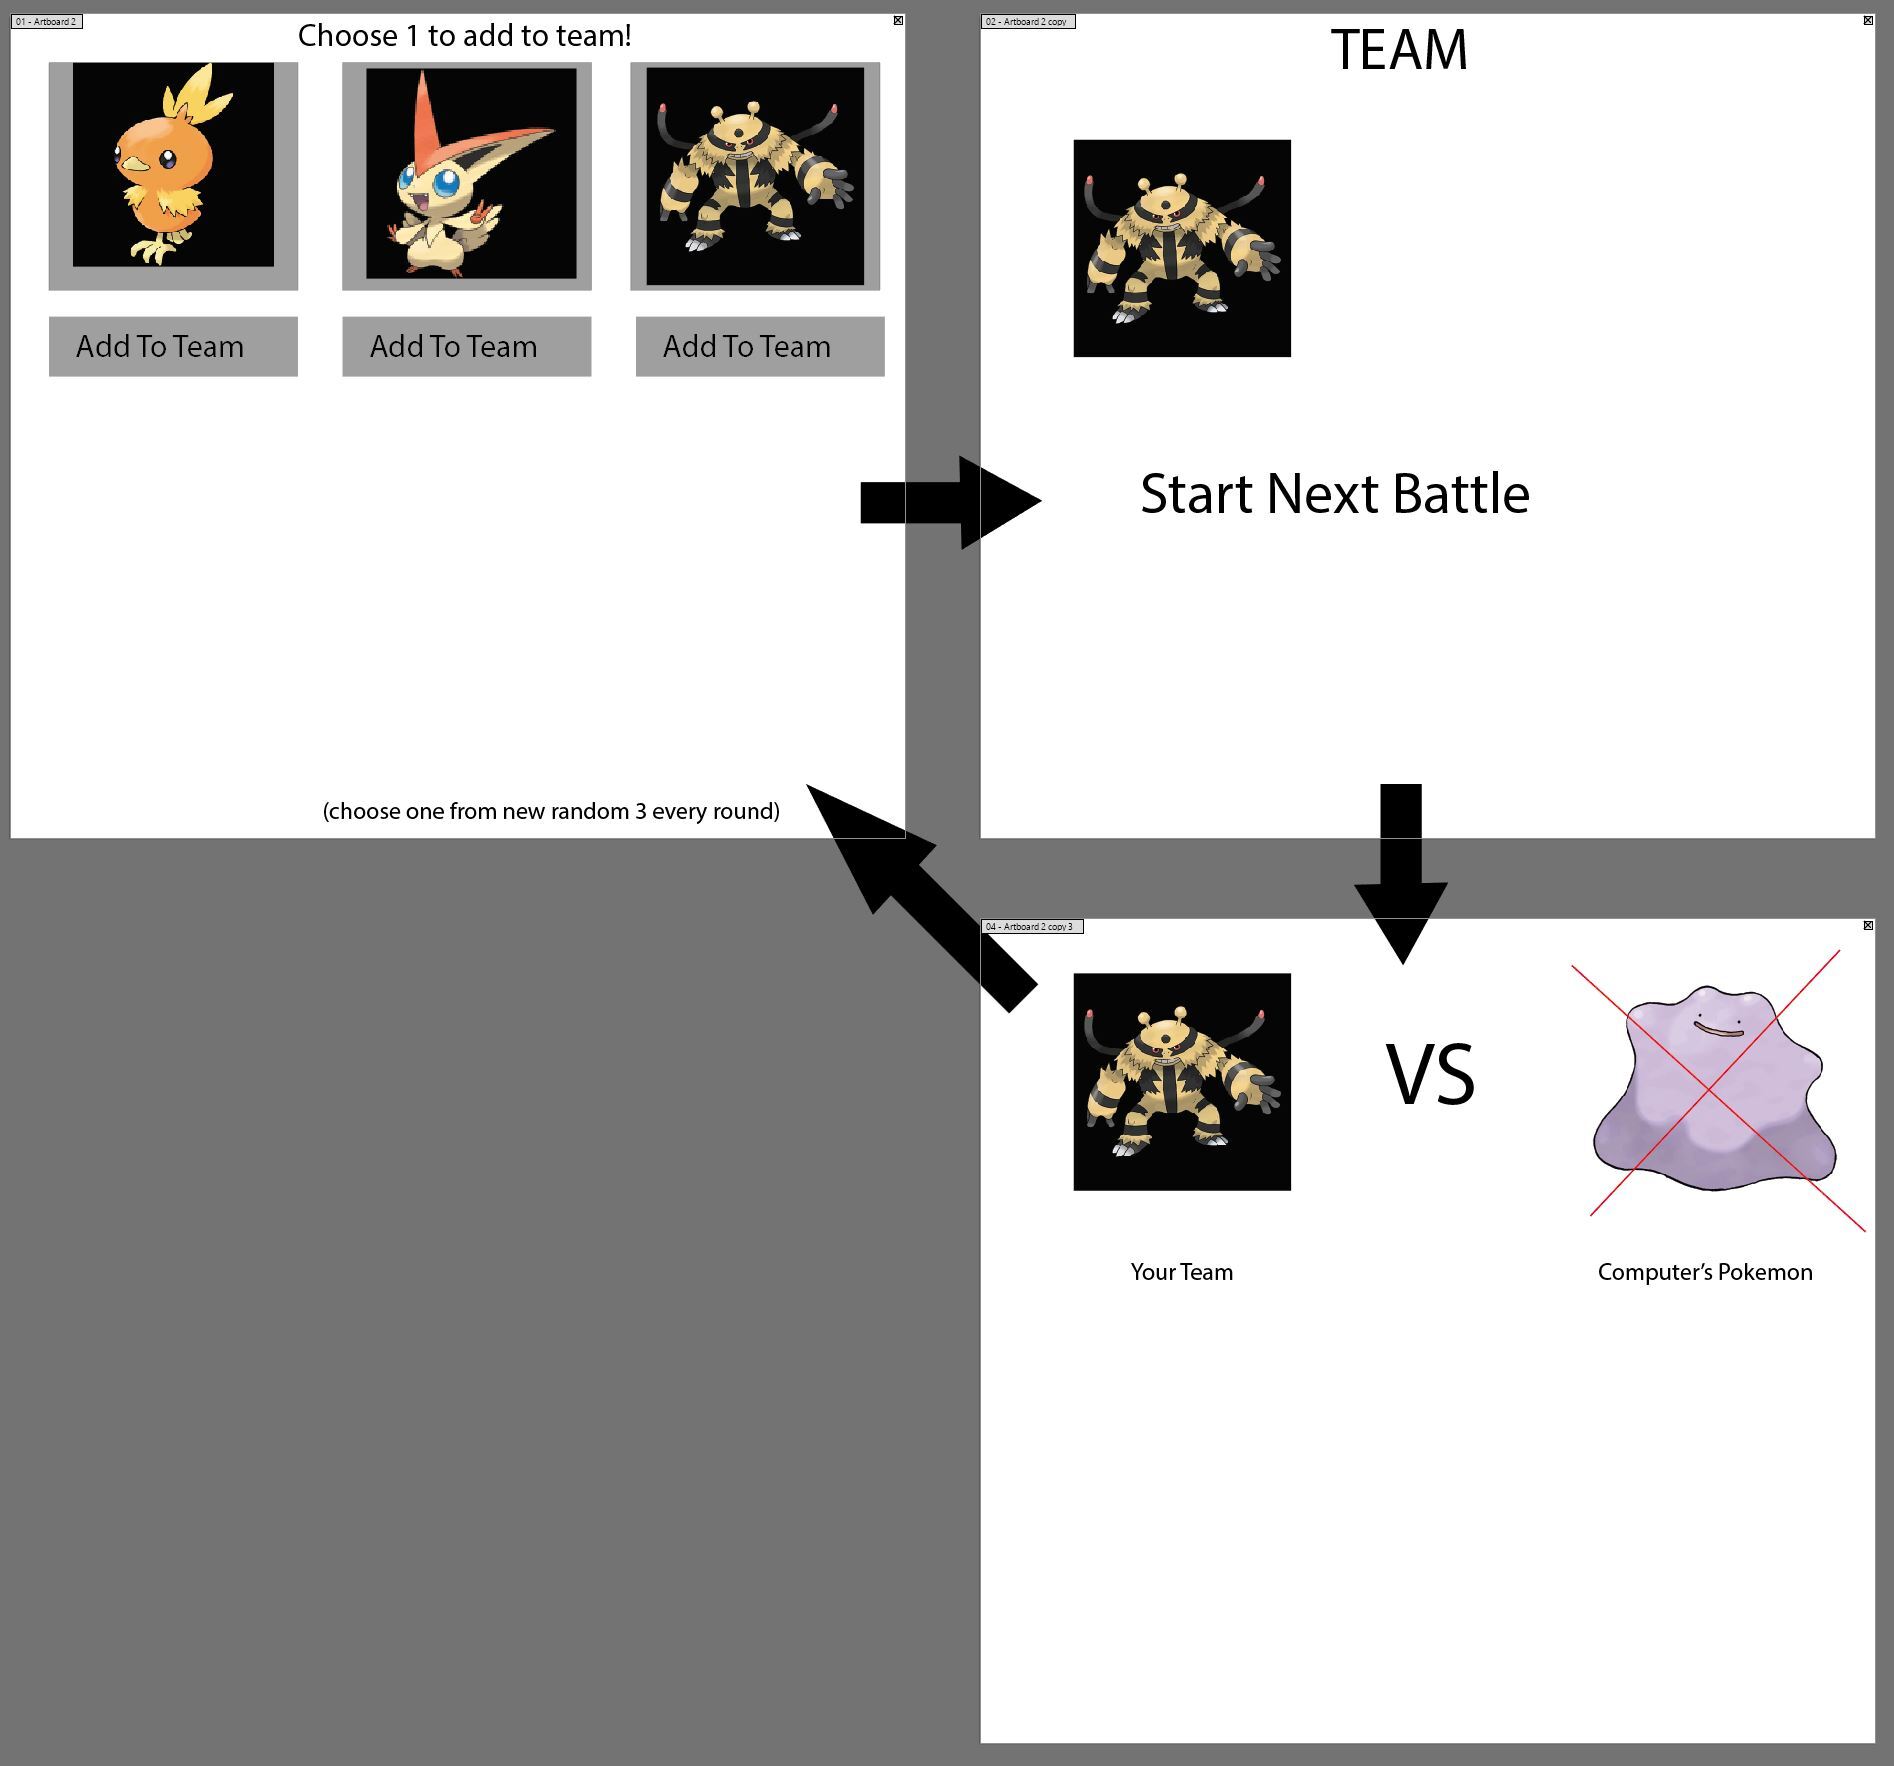 01 - Artboard 2
Choose 1 to add to team!
Add To Team
Add To Team
Add To Team
(choose one from new random 3 every round)
02 - Artboard 2 copy
TEAM
Start Next Battle
04 - Artboard 2 copy 3
VS
Your Team
Computer’s Pokemon